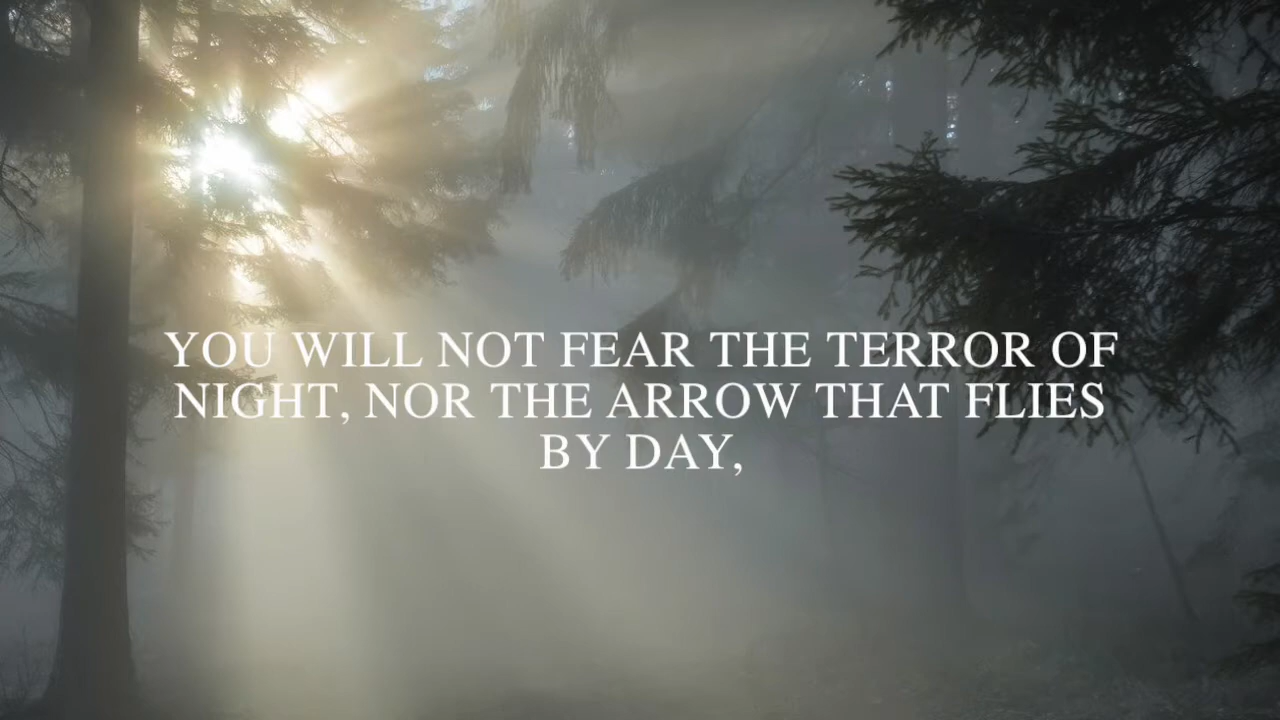 YOU WILL NOT FEAR THE TERROR OF
NIGHT, NOR THE ARROW THAT FLIES
BY DAY,